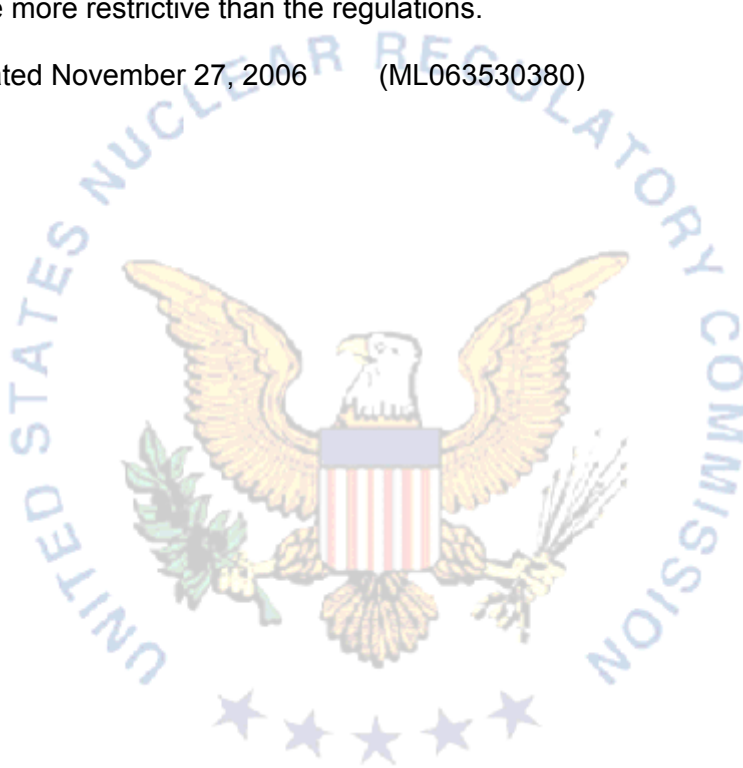 e more restrictive than the regulations.
ated November 27, 2006 (ML063530380)
UNITED STATES NUCLEAR REGULATORY COMMISSION